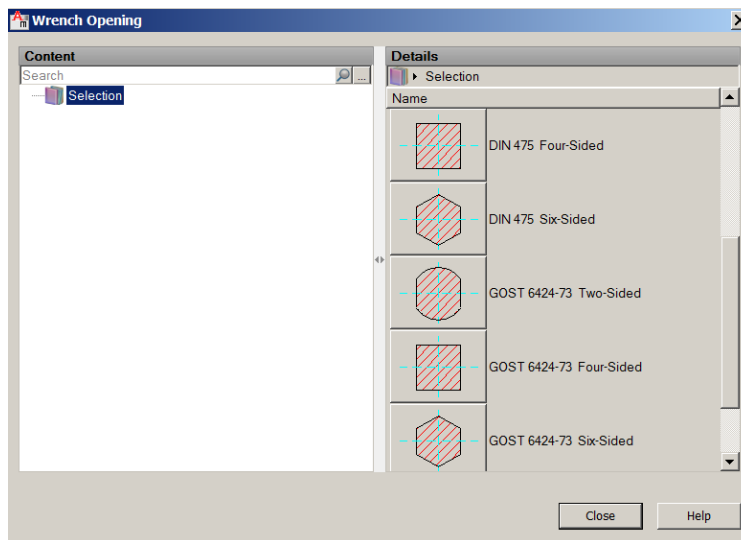 Wrench Opening
Content
Search
...
Selection
Details
Selection
Name
DIN 475 Four-Sided
DIN 475 Six-Sided
GOST 6424-73 Two-Sided
GOST 6424-73 Four-Sided
GOST 6424-73 Six-Sided
Close
Help